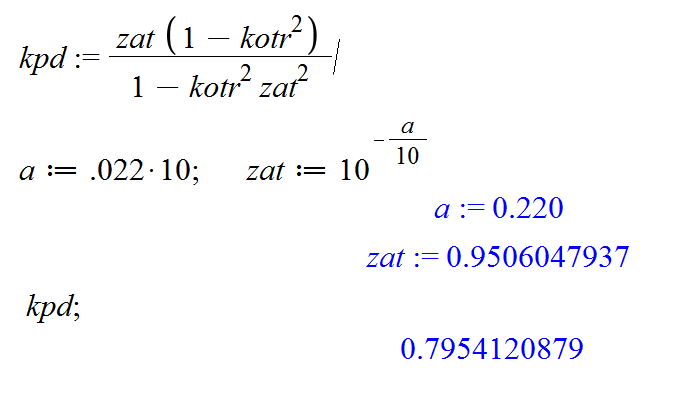 kpd := zat (1 − kotr²) / 1 − kotr² zat²
a := .022·10; zat := 10^(−a/10)
a := 0.220
zat := 0.9506047937
kpd;
0.7954120879